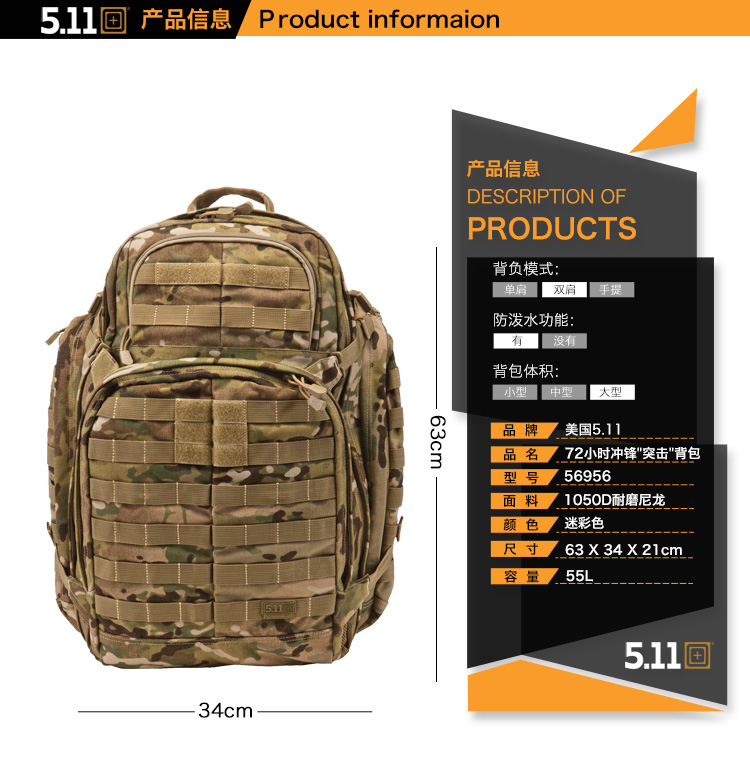 5.11 产品信息 Product informaion
产品信息
DESCRIPTION OF
PRODUCTS
背负模式:
单肩 双肩 手提
防泼水功能:
有 没有
背包体积:
小型 中型 大型
品 牌 美国5.11
品 名 72小时冲锋"突击"背包
型 号 56956
面 料 1050D耐磨尼龙
颜 色 迷彩色
尺 寸 63 X 34 X 21cm
容 量 55L
5.11
63cm
34cm
5.11